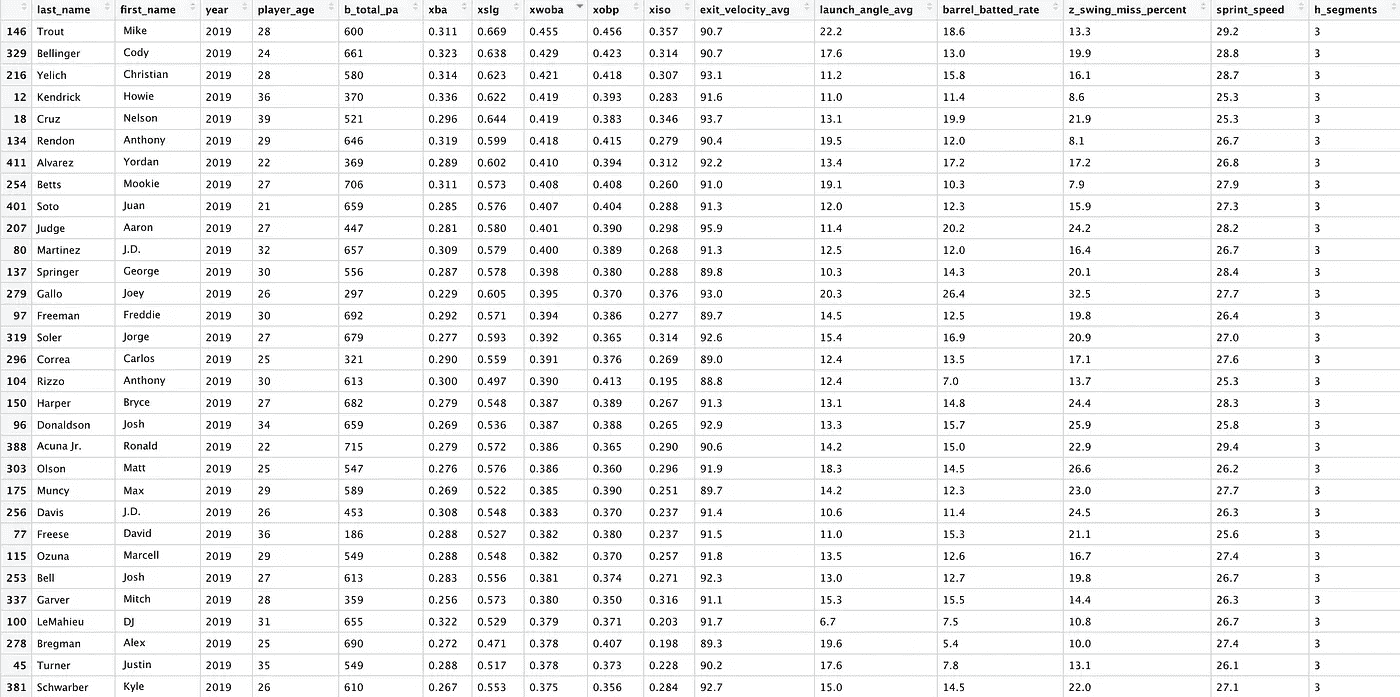 last_name first_name year player_age b_total_pa xba xslg xwoba xobp xiso exit_velocity_avg launch_angle_avg barrel_batted_rate z_swing_miss_percent sprint_speed h_segments
146 Trout Mike 2019 28 600 0.311 0.669 0.455 0.456 0.357 90.7 22.2 18.6 13.3 29.2 3
329 Bellinger Cody 2019 24 661 0.323 0.638 0.429 0.423 0.314 90.7 17.6 13.0 19.9 28.8 3
216 Yelich Christian 2019 28 580 0.314 0.623 0.421 0.418 0.307 93.1 11.2 15.8 16.1 28.7 3
12 Kendrick Howie 2019 36 370 0.336 0.622 0.419 0.393 0.283 91.6 11.0 11.4 8.6 25.3 3
18 Cruz Nelson 2019 39 521 0.296 0.644 0.419 0.383 0.346 93.7 13.1 19.9 21.9 25.3 3
134 Rendon Anthony 2019 29 646 0.319 0.599 0.418 0.415 0.279 90.4 19.5 12.0 8.1 26.7 3
411 Alvarez Yordan 2019 22 369 0.289 0.602 0.410 0.394 0.312 92.2 13.4 17.2 17.2 26.8 3
254 Betts Mookie 2019 27 706 0.311 0.573 0.408 0.408 0.260 91.0 19.1 10.3 7.9 27.9 3
401 Soto Juan 2019 21 659 0.285 0.576 0.407 0.404 0.288 91.3 12.0 12.3 15.9 27.3 3
207 Judge Aaron 2019 27 447 0.281 0.580 0.401 0.390 0.298 95.9 11.4 20.2 24.2 28.2 3
80 Martinez J.D. 2019 32 657 0.309 0.579 0.400 0.389 0.268 91.3 12.5 12.0 16.4 26.7 3
137 Springer George 2019 30 556 0.287 0.578 0.398 0.380 0.288 89.8 10.3 14.3 20.1 28.4 3
279 Gallo Joey 2019 26 297 0.229 0.605 0.395 0.370 0.376 93.0 20.3 26.4 32.5 27.7 3
97 Freeman Freddie 2019 30 692 0.292 0.571 0.394 0.386 0.277 89.7 14.5 12.5 19.8 26.4 3
319 Soler Jorge 2019 27 679 0.277 0.593 0.392 0.365 0.314 92.6 15.4 16.9 20.9 27.0 3
296 Correa Carlos 2019 25 321 0.290 0.559 0.391 0.376 0.269 89.0 12.4 13.5 17.1 27.6 3
104 Rizzo Anthony 2019 30 613 0.300 0.497 0.390 0.413 0.195 88.8 12.4 7.0 13.7 25.3 3
150 Harper Bryce 2019 27 682 0.279 0.548 0.387 0.389 0.267 91.3 13.1 14.8 24.4 28.3 3
96 Donaldson Josh 2019 34 659 0.269 0.536 0.387 0.388 0.265 92.9 13.3 15.7 25.9 25.8 3
388 Acuna Jr. Ronald 2019 22 715 0.279 0.572 0.386 0.365 0.290 90.6 14.2 15.0 22.9 29.4 3
303 Olson Matt 2019 25 547 0.276 0.576 0.386 0.360 0.296 91.9 18.3 14.5 26.6 26.2 3
175 Muncy Max 2019 29 589 0.269 0.522 0.385 0.390 0.251 89.7 14.2 12.3 23.0 27.7 3
256 Davis J.D. 2019 26 453 0.308 0.548 0.383 0.370 0.237 91.4 10.6 11.4 24.5 26.3 3
77 Freese David 2019 36 186 0.288 0.527 0.382 0.380 0.237 91.5 11.0 15.3 21.1 25.6 3
115 Ozuna Marcell 2019 29 549 0.288 0.548 0.382 0.370 0.257 91.8 13.5 12.6 16.7 27.4 3
253 Bell Josh 2019 27 613 0.283 0.556 0.381 0.374 0.271 92.3 13.0 12.7 19.8 26.7 3
337 Garver Mitch 2019 28 359 0.256 0.573 0.380 0.350 0.316 91.1 15.3 15.5 14.4 26.3 3
100 LeMahieu DJ 2019 31 655 0.322 0.529 0.379 0.371 0.203 91.7 6.7 7.5 10.8 26.7 3
278 Bregman Alex 2019 25 690 0.272 0.471 0.378 0.407 0.198 89.3 19.6 5.4 10.0 27.4 3
45 Turner Justin 2019 35 549 0.288 0.517 0.378 0.373 0.228 90.2 17.6 7.8 13.1 26.1 3
381 Schwarber Kyle 2019 26 610 0.267 0.553 0.375 0.356 0.284 92.7 15.0 14.5 22.0 27.1 3